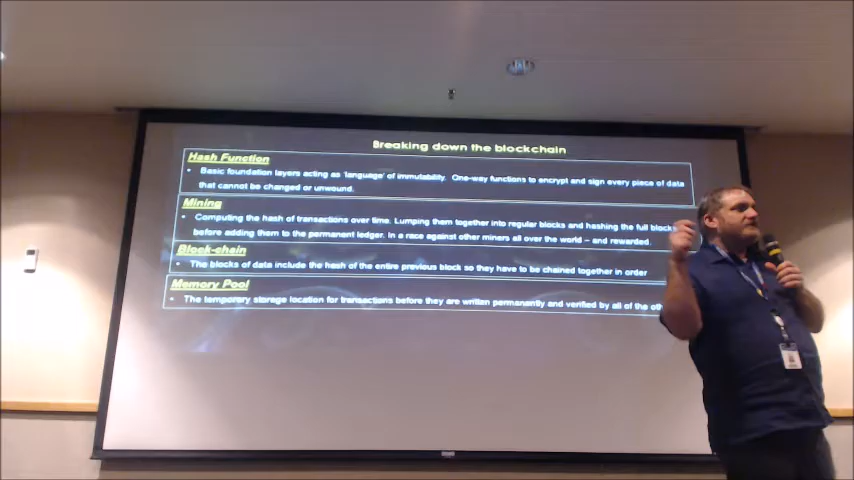 Breaking down the blockchain
Hash Function
• Basic foundation layers acting as 'language' of immutability. One-way functions to encrypt and sign every piece of data
that cannot be changed or unwound.
Mining
• Computing the hash of transactions over time. Lumping them together into regular blocks and hashing the full blocks
before adding them to the permanent ledger. In a race against other miners all over the world – and rewarded.
Block-chain
• The blocks of data include the hash of the entire previous block so they have to be chained together in order
Memory Pool
• The temporary storage location for transactions before they are written permanently and verified by all of the